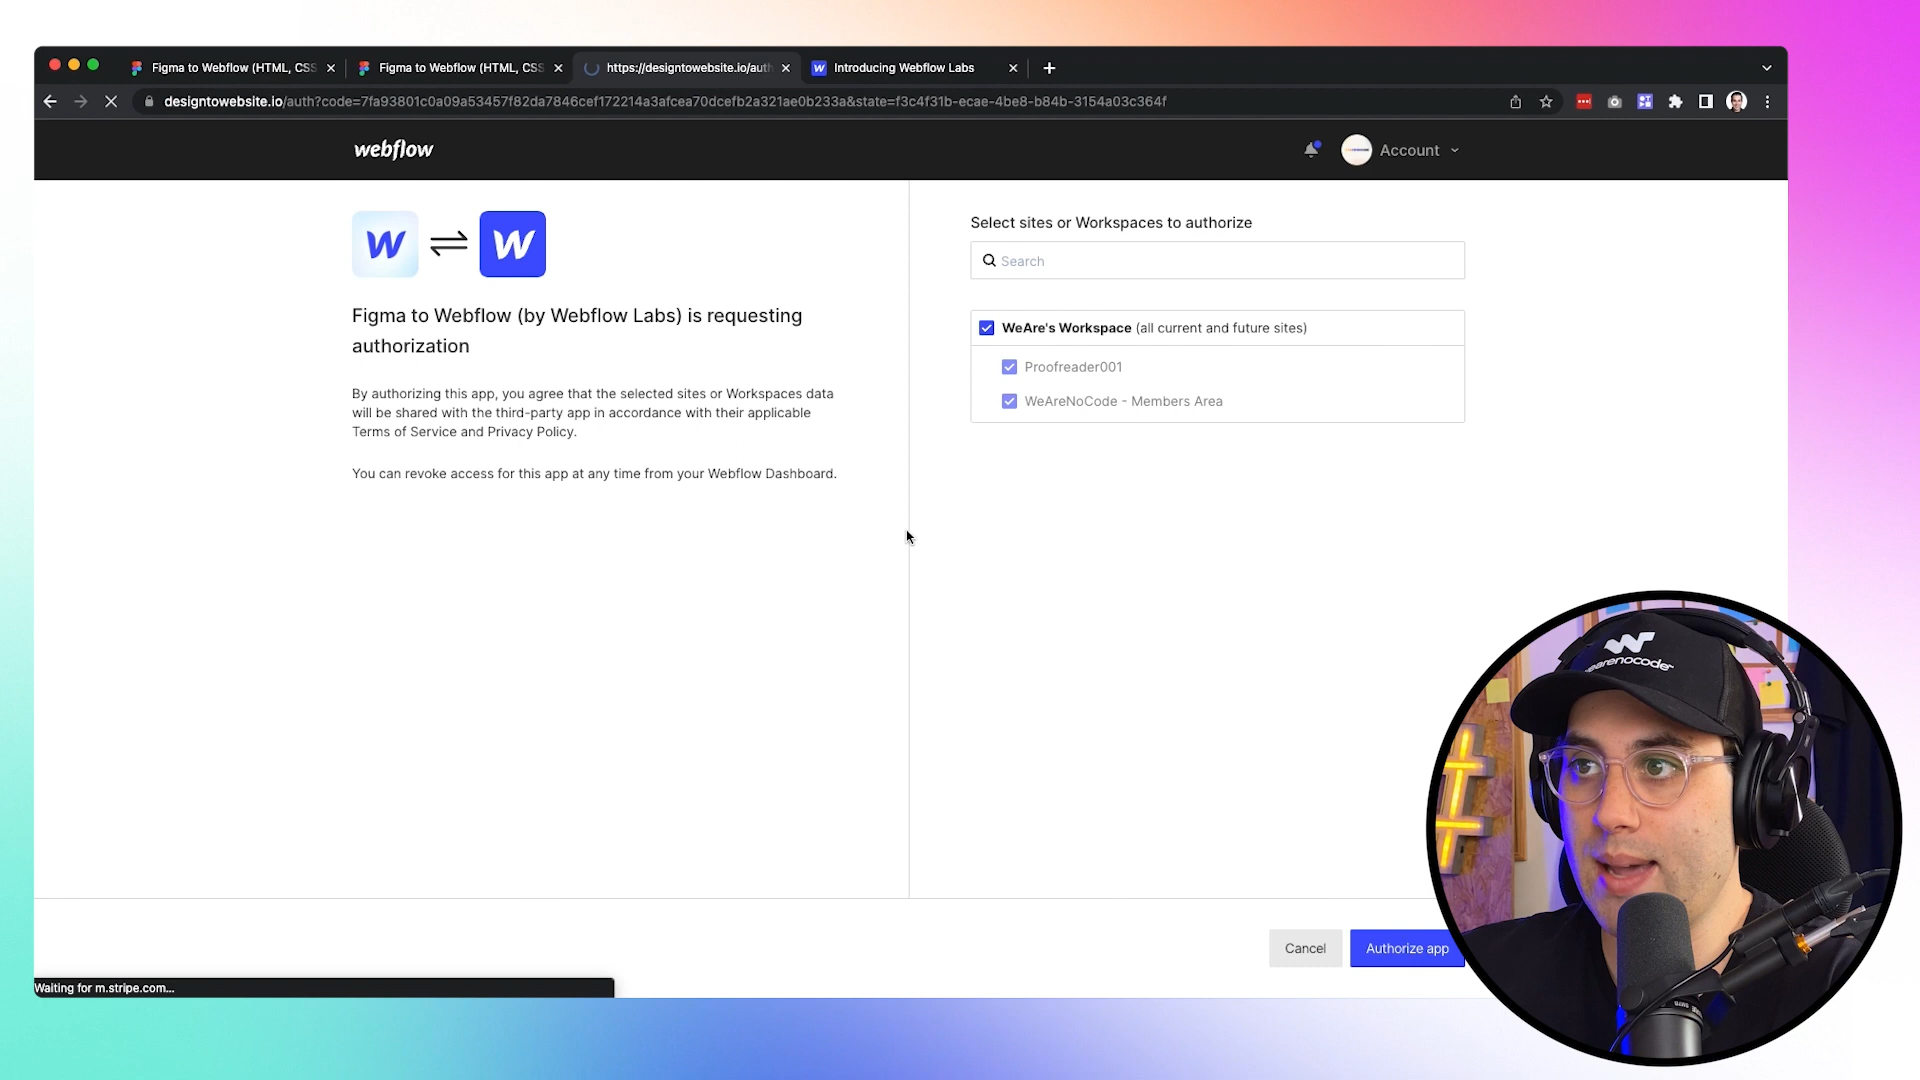 Figma to Webflow (HTML, CSS
Figma to Webflow (HTML, CSS
https://designtowebsite.io/auth
Introducing Webflow Labs
designtowebsite.io/auth?code=7fa93801c0a09a53457f82da7846cef172214a3afcea70dcefb2a321ae0b233a&state=f3c4f31b-ecae-4be8-b84b-3154a03c364f
webflow
Account
Figma to Webflow (by Webflow Labs) is requesting
authorization
By authorizing this app, you agree that the selected sites or Workspaces data
will be shared with the third-party app in accordance with their applicable
Terms of Service and Privacy Policy.
You can revoke access for this app at any time from your Webflow Dashboard.
Select sites or Workspaces to authorize
Search
WeAre's Workspace (all current and future sites)
Proofreader001
WeAreNoCode - Members Area
Cancel
Authorize app
Waiting for m.stripe.com...
wearenocode